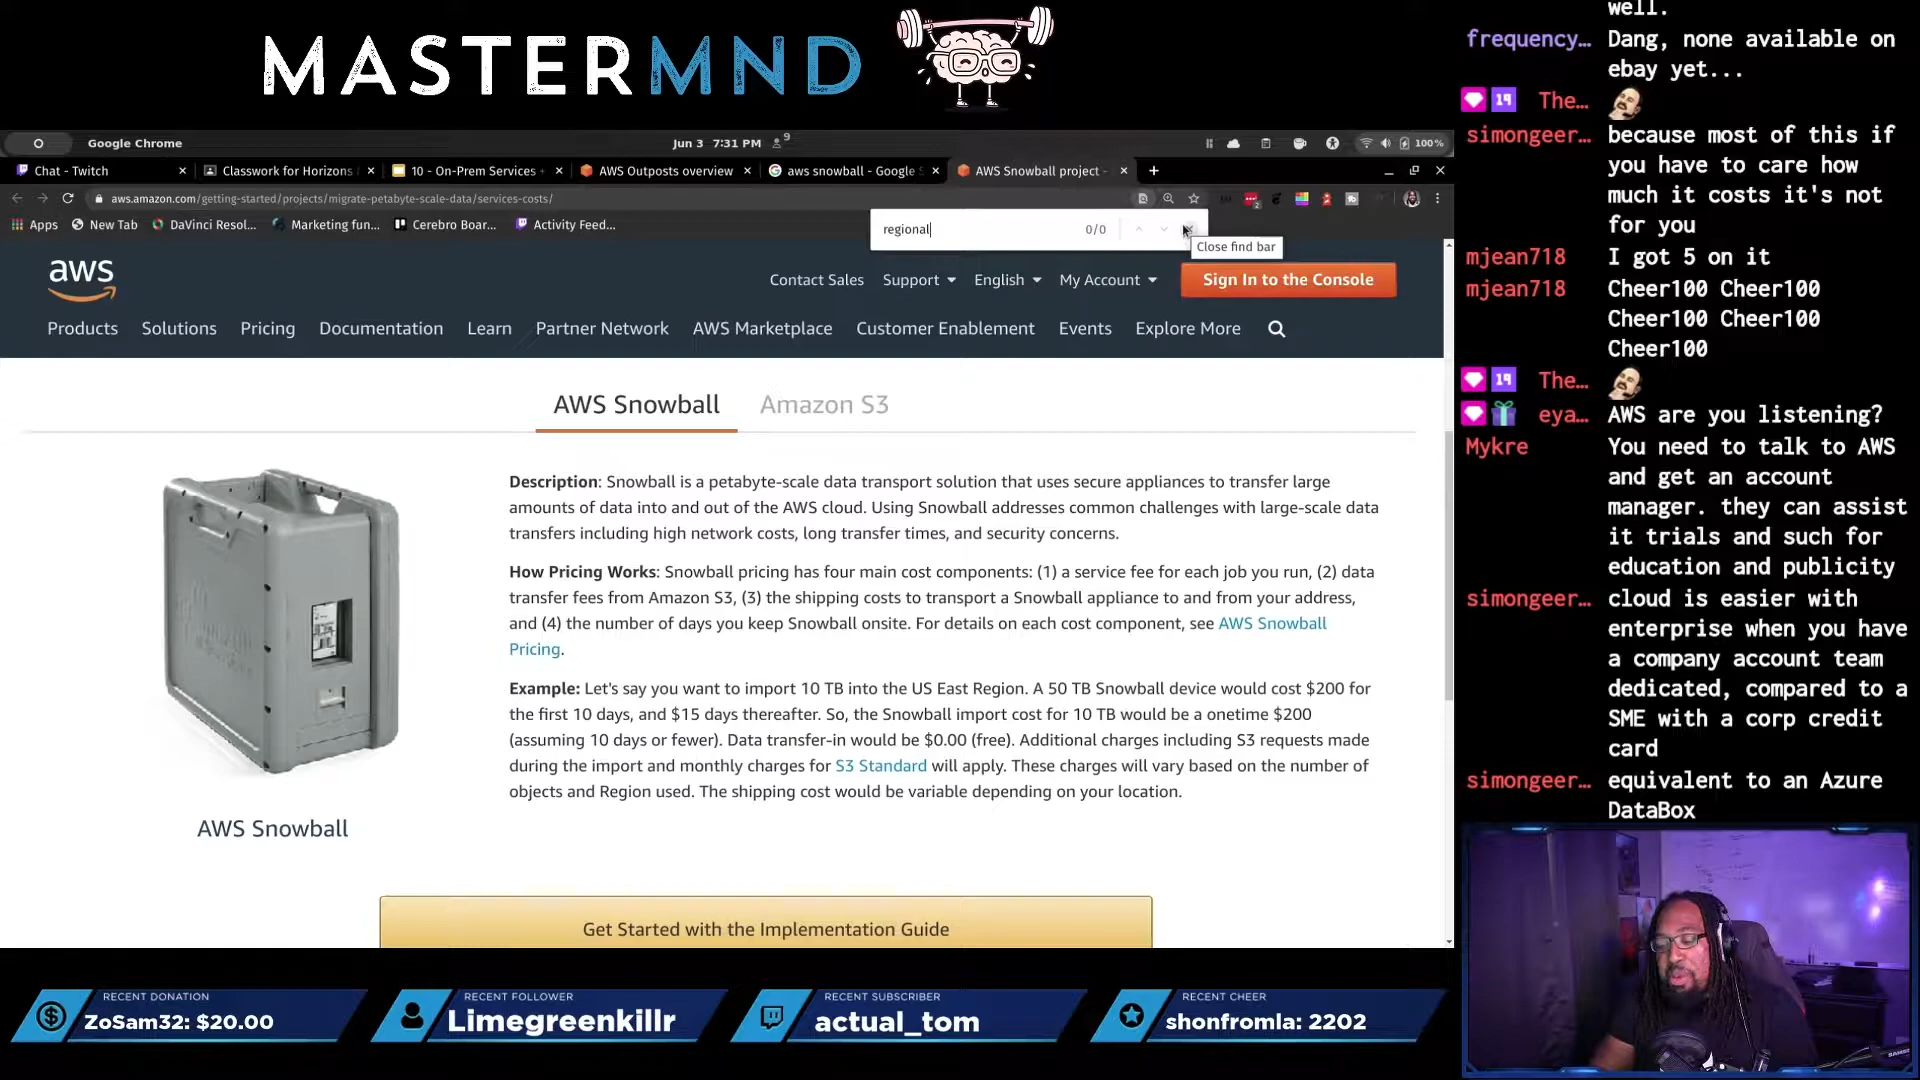 MASTERMND
Google Chrome
Jun 3 7:31 PM
9
100%
Chat - Twitch
Classwork for Horizons
10 - On-Prem Services
AWS Outposts overview
aws snowball - Google S
AWS Snowball project -
aws.amazon.com/getting-started/projects/migrate-petabyte-scale-data/services-costs/
Apps
New Tab
DaVinci Resol...
Marketing fun...
Cerebro Boar...
Activity Feed...
regional
0/0
Close find bar
aws
Contact Sales
Support
English
My Account
Sign In to the Console
Products
Solutions
Pricing
Documentation
Learn
Partner Network
AWS Marketplace
Customer Enablement
Events
Explore More
AWS Snowball
Amazon S3
Description: Snowball is a petabyte-scale data transport solution that uses secure appliances to transfer large
amounts of data into and out of the AWS cloud. Using Snowball addresses common challenges with large-scale data
transfers including high network costs, long transfer times, and security concerns.
How Pricing Works: Snowball pricing has four main cost components: (1) a service fee for each job you run, (2) data
transfer fees from Amazon S3, (3) the shipping costs to transport a Snowball appliance to and from your address,
and (4) the number of days you keep Snowball onsite. For details on each cost component, see AWS Snowball
Pricing.
Example: Let's say you want to import 10 TB into the US East Region. A 50 TB Snowball device would cost $200 for
the first 10 days, and $15 days thereafter. So, the Snowball import cost for 10 TB would be a onetime $200
(assuming 10 days or fewer). Data transfer-in would be $0.00 (free). Additional charges including S3 requests made
during the import and monthly charges for S3 Standard will apply. These charges will vary based on the number of
objects and Region used. The shipping cost would be variable depending on your location.
AWS Snowball
Get Started with the Implementation Guide
well.
frequency... Dang, none available on
ebay yet...
19 The...
simongeer... because most of this if
you have to care how
much it costs it's not
for you
mjean718 I got 5 on it
mjean718 Cheer100 Cheer100
Cheer100 Cheer100
Cheer100
19 The...
eya... AWS are you listening?
Mykre You need to talk to AWS
and get an account
manager. they can assist
it trials and such for
education and publicity
simongeer... cloud is easier with
enterprise when you have
a company account team
dedicated, compared to a
SME with a corp credit
card
simongeer... equivalent to an Azure
DataBox
RECENT DONATION
ZoSam32: $20.00
RECENT FOLLOWER
Limegreenkillr
RECENT SUBSCRIBER
actual_tom
RECENT CHEER
shonfromla: 2202